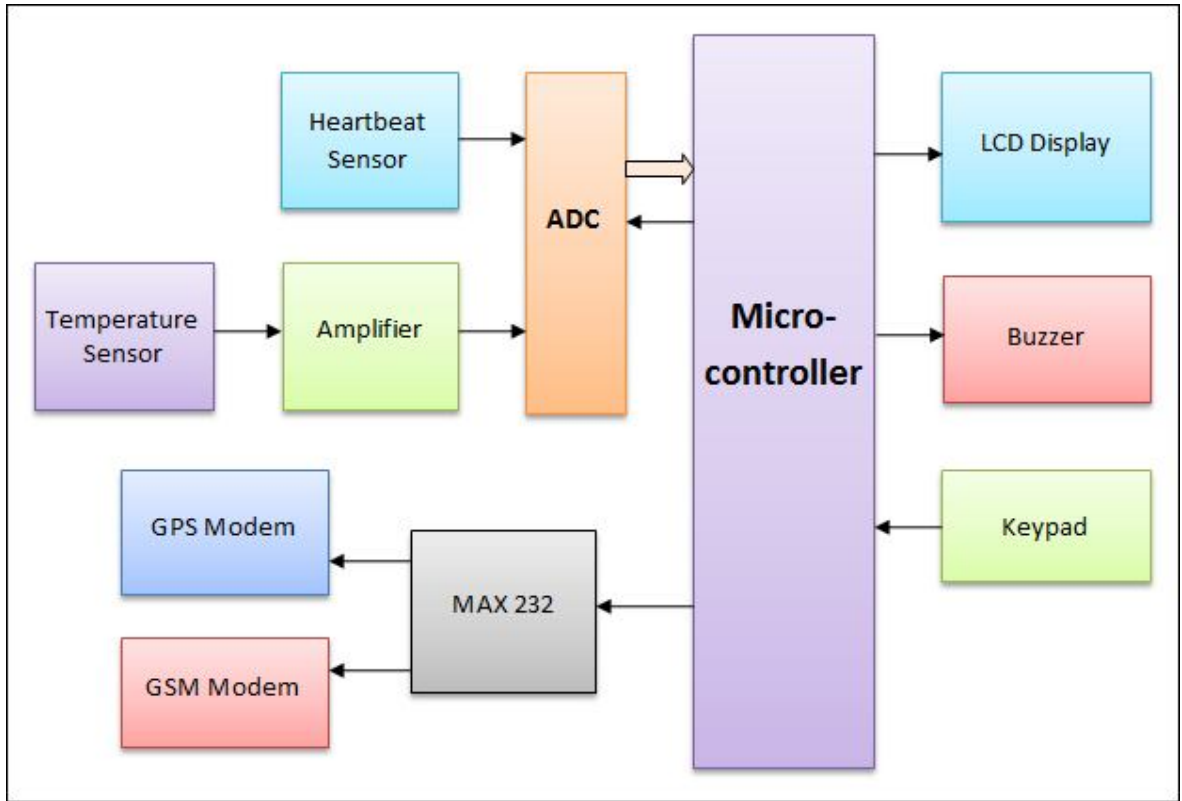 Heartbeat
Sensor
ADC
LCD Display
Temperature
Sensor
Amplifier
Micro-
controller
Buzzer
GPS Modem
MAX 232
Keypad
GSM Modem